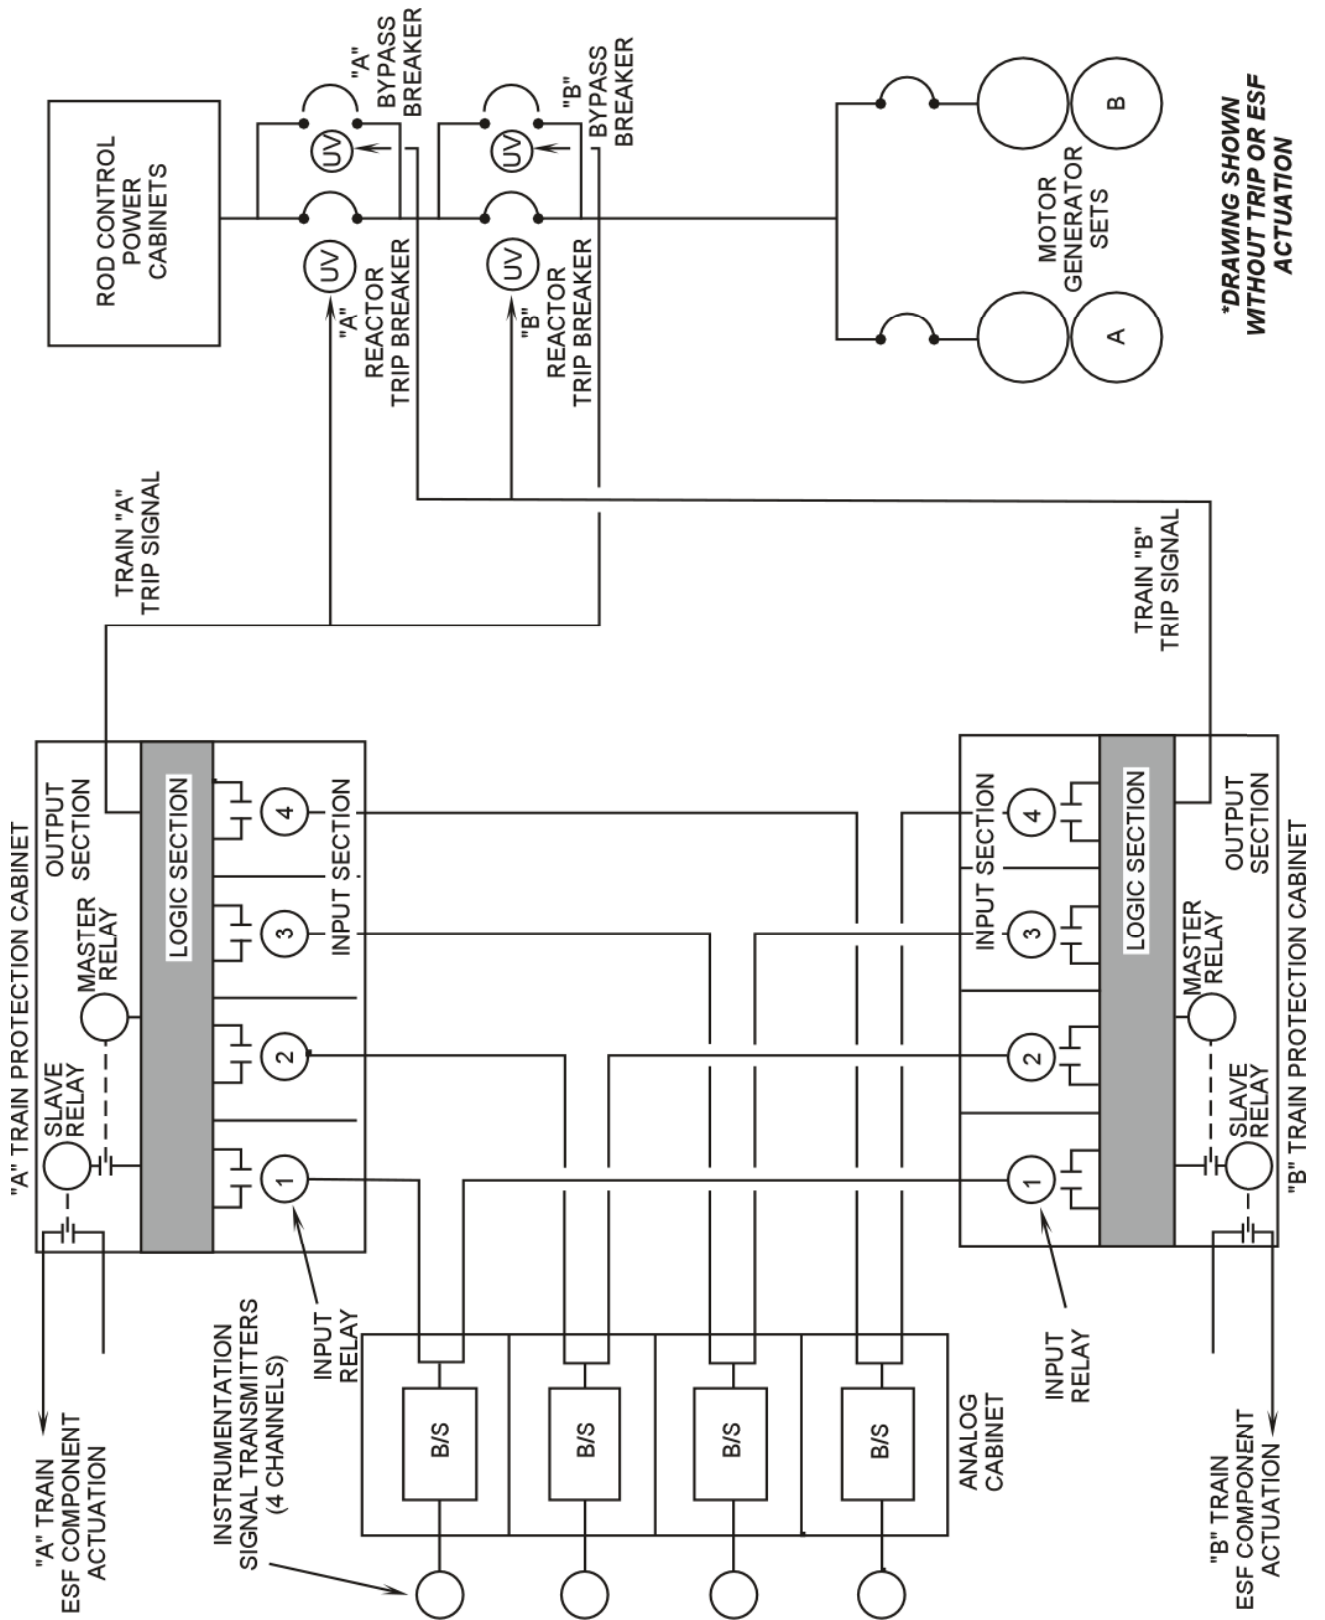 "A" TRAIN PROTECTION CABINET
SLAVE
RELAY
MASTER
RELAY
OUTPUT
SECTION
LOGIC SECTION
1
2
3
4
INPUT SECTION
"A" TRAIN
ESF COMPONENT
ACTUATION
INSTRUMENTATION
SIGNAL TRANSMITTERS
(4 CHANNELS)
INPUT
RELAY
TRAIN "A"
TRIP SIGNAL
ROD CONTROL
POWER
CABINETS
UV
"A"
REACTOR
TRIP BREAKER
UV
"A"
BYPASS
BREAKER
UV
"B"
REACTOR
TRIP BREAKER
UV
"B"
BYPASS
BREAKER
B/S
B/S
B/S
B/S
ANALOG
CABINET
INPUT
RELAY
INPUT SECTION
1
2
3
4
LOGIC SECTION
MASTER
RELAY
SLAVE
RELAY
OUTPUT
SECTION
"B" TRAIN PROTECTION CABINET
"B" TRAIN
ESF COMPONENT
ACTUATION
TRAIN "B"
TRIP SIGNAL
MOTOR
GENERATOR
SETS
A
B
*DRAWING SHOWN
WITHOUT TRIP OR ESF
ACTUATION